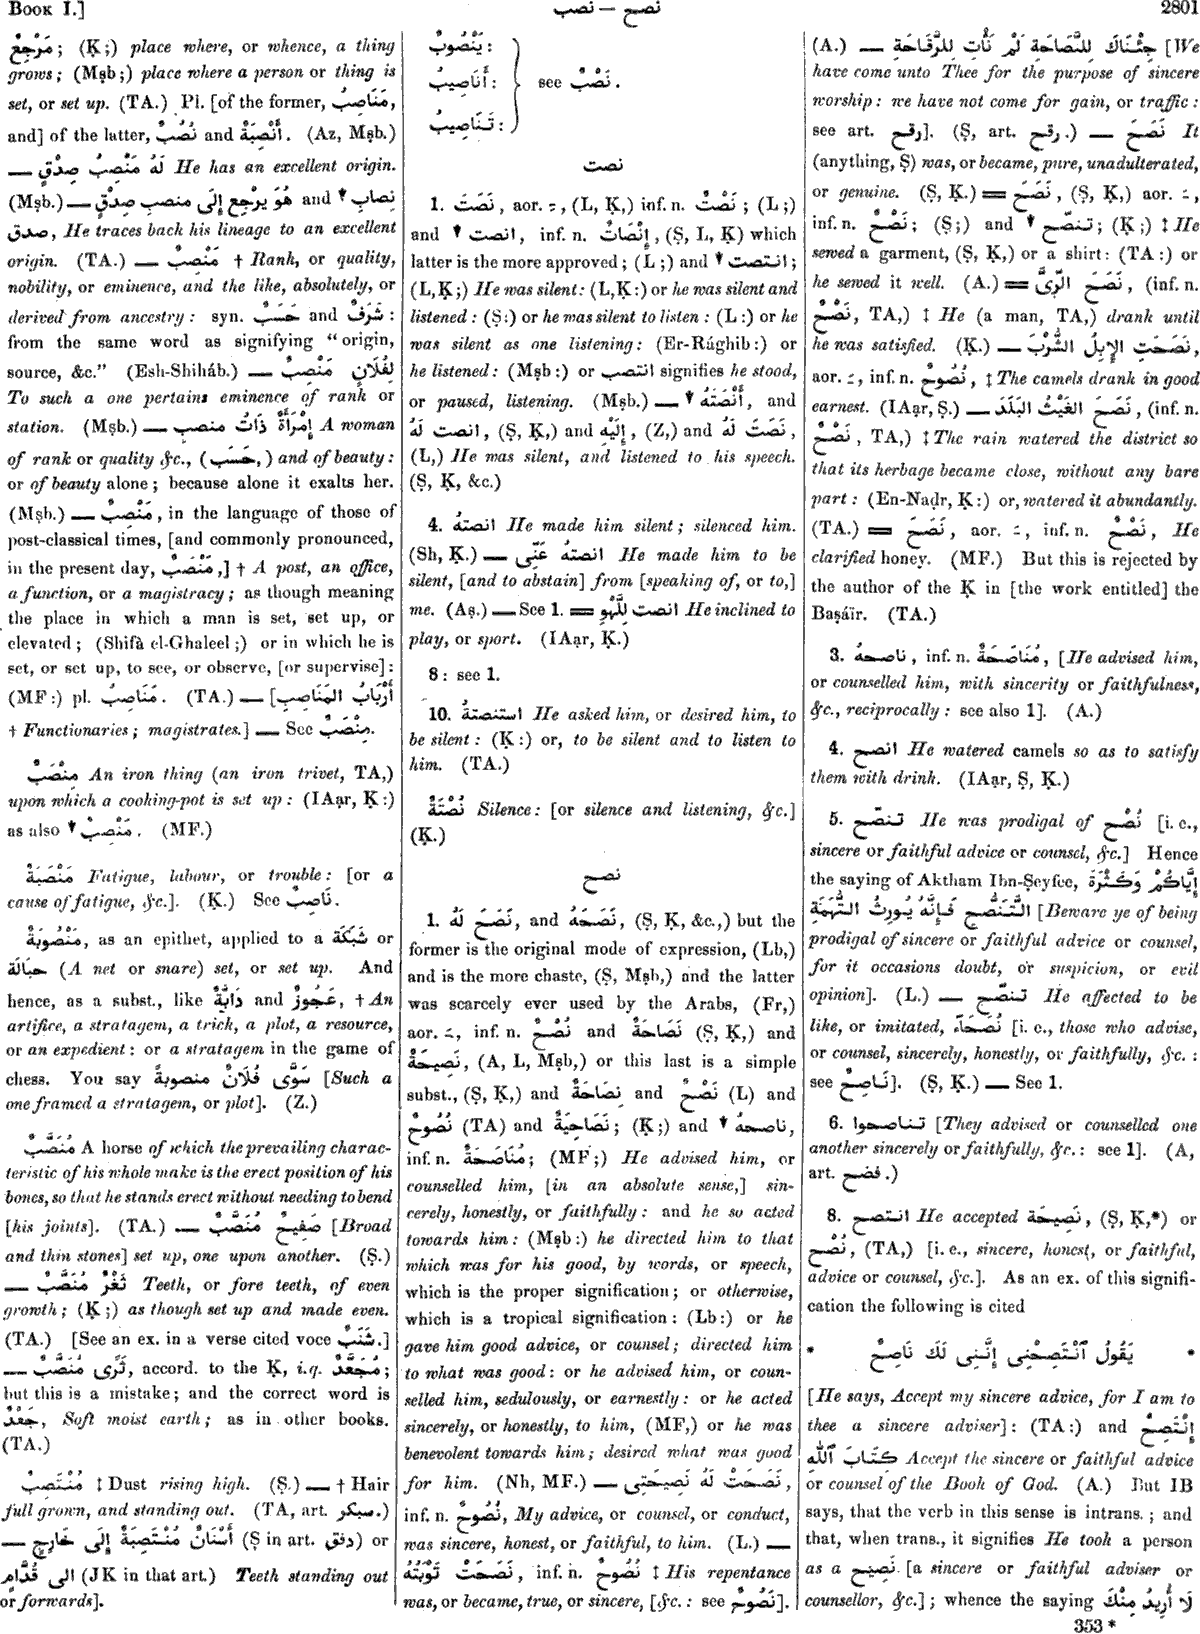 BOOK I.]
نصب — نصح
2801
مَرْجِعٌ; (Ḳ;) place where, or whence, a thing
grows; (Mṣb;) place where a person or thing is
set, or set up. (TA.) Pl. [of the former, مَنَاصِبُ,
and] of the latter, نُصُبٌ and أَنْصِبَةٌ. (Az, Mṣb.)
— لَهُ مَنْصِبُ صِدْقٍ He has an excellent origin.
(Mṣb.) — هُوَ يَرْجِع إِلَى منصبِ صِدْقٍ and ↓ نِصابِ
صدق, He traces back his lineage to an excellent
origin. (TA.) — مَنْصِبٌ † Rank, or quality,
nobility, or eminence, and the like, absolutely, or
derived from ancestry: syn. حَسَبٌ and شَرَفٌ:
from the same word as signifying "origin,
source, &c." (Esh-Shiháb.) — لِفُلَانٍ مَنْصِبٌ
To such a one pertains eminence of rank or
station. (Mṣb.) — إِمْرَأَةٌ ذَاتُ منصبٍ A woman
of rank or quality &c., (حَسَب,) and of beauty:
or of beauty alone; because alone it exalts her.
(Mṣb.) — مَنْصِبٌ, in the language of those of
post-classical times, [and commonly pronounced,
in the present day, مَنْصَبٌ,] † A post, an office,
a function, or a magistracy; as though meaning
the place in which a man is set, set up, or
elevated; (Shifà el-Ghaleel;) or in which he is
set, or set up, to see, or observe, [or supervise]:
(MF:) pl. مَنَاصِبُ. (TA.) — [أَرْبَابُ المَنَاصِبِ
† Functionaries; magistrates.] — See مِنْصَبٌ.
مِنْصَبٌ An iron thing (an iron trivet, TA,)
upon which a cooking-pot is set up: (IAạr, Ḳ:)
as also ↓ مَنْصِبٌ. (MF.)
مَنْصَبَةٌ Fatigue, labour, or trouble: [or a
cause of fatigue, &c.]. (Ḳ.) See نَاصِبٌ.
مَنْصُوبَةٌ, as an epithet, applied to a شَبَكَة or
حِبَالَة (A net or snare) set, or set up. And
hence, as a subst., like دَابَّةٌ and عَجُوزٌ, † An
artifice, a stratagem, a trick, a plot, a resource,
or an expedient: or a stratagem in the game of
chess. You say سَوَّى فُلَانٌ منصوبةً [Such a
one framed a stratagem, or plot]. (Z.)
مُنَصَّبٌ A horse of which the prevailing charac-
teristic of his whole make is the erect position of his
bones, so that he stands erect without needing to bend
[his joints]. (TA.) — صَفِيحٌ مُنَصَّبٌ [Broad
and thin stones] set up, one upon another. (Ṣ.)
— ثَغْرٌ مُنَصَّبٌ Teeth, or fore teeth, of even
growth; (Ḳ;) as though set up and made even.
(TA.) [See an ex. in a verse cited voce شَنَبٌ.]
— ثَرًى مُنَصَّبٌ, accord. to the Ḳ, i.q. مُجَعَّدٌ;
but this is a mistake; and the correct word is
جَعْدٌ, Soft moist earth; as in other books.
(TA.)
مُنْتَصِبٌ ‡ Dust rising high. (Ṣ.) — † Hair
full grown, and standing out. (TA, art. سبكر.)
— أَسْنَانٌ مُنْتَصِبَةٌ إِلَى خَارِجٍ (Ṣ in art. دفق) or
الى قُدَّامٍ (JK in that art.) Teeth standing out
or forwards].
يَنْصُوبٌ:
أَنَاصِيبُ: see نَصْبٌ.
تَنَاصِيبُ:
نصت
1. نَصَتَ, aor. ـِ, (L, Ḳ,) inf. n. نَصْتٌ; (L;)
and ↓ انصت, inf. n. إِنْصَاتٌ, (Ṣ, L, Ḳ) which
latter is the more approved; (L;) and ↓ انتصت;
(L, Ḳ;) He was silent: (L, Ḳ:) or he was silent and
listened: (Ṣ:) or he was silent to listen: (L:) or he
was silent as one listening: (Er-Rághib:) or
he listened: (Mṣb:) or انتصب signifies he stood,
or paused, listening. (Mṣb.) — ↓ أَنْصَتَهُ, and
انصت لَهُ, (Ṣ, Ḳ,) and إِلَيْهِ, (Z,) and نَصَتَ لَهُ,
(L,) He was silent, and listened to his speech.
(Ṣ, Ḳ, &c.)
4. انصتهُ He made him silent; silenced him.
(Sh, Ḳ.) — انصتهُ عَنِّى He made him to be
silent, [and to abstain] from [speaking of, or to,]
me. (Aṣ.) — See 1. = انصت لِلَّهْوِ He inclined to
play, or sport. (IAạr, Ḳ.)
8: see 1.
10. استنصتهُ He asked him, or desired him, to
be silent: (Ḳ:) or, to be silent and to listen to
him. (TA.)
نُصْتَةٌ Silence: [or silence and listening, &c.]
(Ḳ.)
نصح
1. نَصَحَ لَهُ, and نَصَحَهُ, (Ṣ, Ḳ, &c.,) but the
former is the original mode of expression, (Lb,)
and is the more chaste, (Ṣ, Mṣb,) and the latter
was scarcely ever used by the Arabs, (Fr,)
aor. ـَ, inf. n. نُصْحٌ and نَصَاحَةٌ (Ṣ, Ḳ,) and
نَصِيحَةٌ, (A, L, Mṣb,) or this last is a simple
subst., (Ṣ, Ḳ,) and نِصَاحَةٌ and نَصْحٌ (L) and
نُصُوحٌ (TA) and نَصَاحِيَةٌ; (Ḳ;) and ↓ ناصحهُ,
inf. n. مُنَاصَحَةٌ; (MF;) He advised him, or
counselled him, [in an absolute sense,] sin-
cerely, honestly, or faithfully: and he so acted
towards him: (Mṣb:) he directed him to that
which was for his good, by words, or speech,
which is the proper signification; or otherwise,
which is a tropical signification: (Lb:) or he
gave him good advice, or counsel; directed him
to what was good: or he advised him, or coun-
selled him, sedulously, or earnestly: or he acted
sincerely, or honestly, to him, (MF,) or he was
benevolent towards him; desired what was good
for him. (Nh, MF.) — نَصَحَتْ لَهُ نَصِيحَتِى,
inf. n. نُصُوحٌ, My advice, or counsel, or conduct,
was sincere, honest, or faithful, to him. (L.) —
نَصَحَتْ تَوْبَتُهُ, inf. n. نُصُوحٌ ‡ His repentance
was, or became, true, or sincere, [&c.: see نَصُوحٌ].
(A.) — جِئْنَاكَ لِلنَّصَاحَةِ لَمْ نَأْتِ لِلرَّقَاحَةِ [We
have come unto Thee for the purpose of sincere
worship: we have not come for gain, or traffic:
see art. رقح]. (Ṣ, art. رقح.) — نَصَحَ It
(anything, Ṣ) was, or became, pure, unadulterated,
or genuine. (Ṣ, Ḳ.) = نَصَحَ, (Ṣ, Ḳ,) aor. ـَ,
inf. n. نَصْحٌ; (Ṣ;) and ↓ تنصّح; (Ḳ;) ‡ He
sewed a garment, (Ṣ, Ḳ,) or a shirt: (TA:) or
he sewed it well. (A.) = نَصَحَ الرِّىَّ, (inf. n.
نَصْحٌ, TA,) ‡ He (a man, TA,) drank until
he was satisfied. (Ḳ.) — نَصَحَتِ الإِبِلُ الشُّرْبَ,
aor. ـَ, inf. n. نُصُوحٌ, ‡ The camels drank in good
earnest. (IAạr, Ṣ.) — نَصَحَ الغَيْثُ البَلَدَ, (inf. n.
نَصْحٌ, TA,) ‡ The rain watered the district so
that its herbage became close, without any bare
part: (En-Naḍr, Ḳ:) or, watered it abundantly.
(TA.) = نَصَحَ, aor. ـَ, inf. n. نَصْحٌ, He
clarified honey. (MF.) But this is rejected by
the author of the Ḳ in [the work entitled] the
Baṣáïr. (TA.)
3. ناصحهُ, inf. n. مُنَاصَحَةٌ, [He advised him,
or counselled him, with sincerity or faithfulness,
&c., reciprocally: see also 1]. (A.)
4. انصح He watered camels so as to satisfy
them with drink. (IAạr, Ṣ, Ḳ.)
5. تنصّح He was prodigal of نُصْح [i. e.,
sincere or faithful advice or counsel, &c.] Hence
the saying of Aktham Ibn-Ṣeyfee, إِيَّاكُمْ وَكَثْرَةَ
التَّنَصُّحِ فَإِنَّهُ يُورِثُ التُّهَمَةَ [Beware ye of being
prodigal of sincere or faithful advice or counsel,
for it occasions doubt, or suspicion, or evil
opinion]. (L.) — تنصّح He affected to be
like, or imitated, نُصَحَآء [i. e., those who advise,
or counsel, sincerely, honestly, or faithfully, &c.:
see نَاصِحٌ]. (Ṣ, Ḳ.) — See 1.
6. تناصحوا [They advised or counselled one
another sincerely or faithfully, &c.: see 1]. (A,
art. فضح.)
8. انتصح He accepted نَصِيحَة, (Ṣ, Ḳ,*) or
نُصْح, (TA,) [i. e., sincere, honest, or faithful,
advice or counsel, &c.]. As an ex. of this signifi-
cation the following is cited
* يَقُولُ ٱنْتَصِحْنِى إِنَّنِى لَكَ نَاصِحٌ *
[He says, Accept my sincere advice, for I am to
thee a sincere adviser]: (TA:) and إِنْتَصِحْ
كِتَابَ ٱللّٰهِ Accept the sincere or faithful advice
or counsel of the Book of God. (A.) But IB
says, that the verb in this sense is intrans.; and
that, when trans., it signifies He took a person
as a نَصِيح [a sincere or faithful adviser or
counsellor, &c.]; whence the saying لَا أُرِيدُ مِنْكَ
353 *